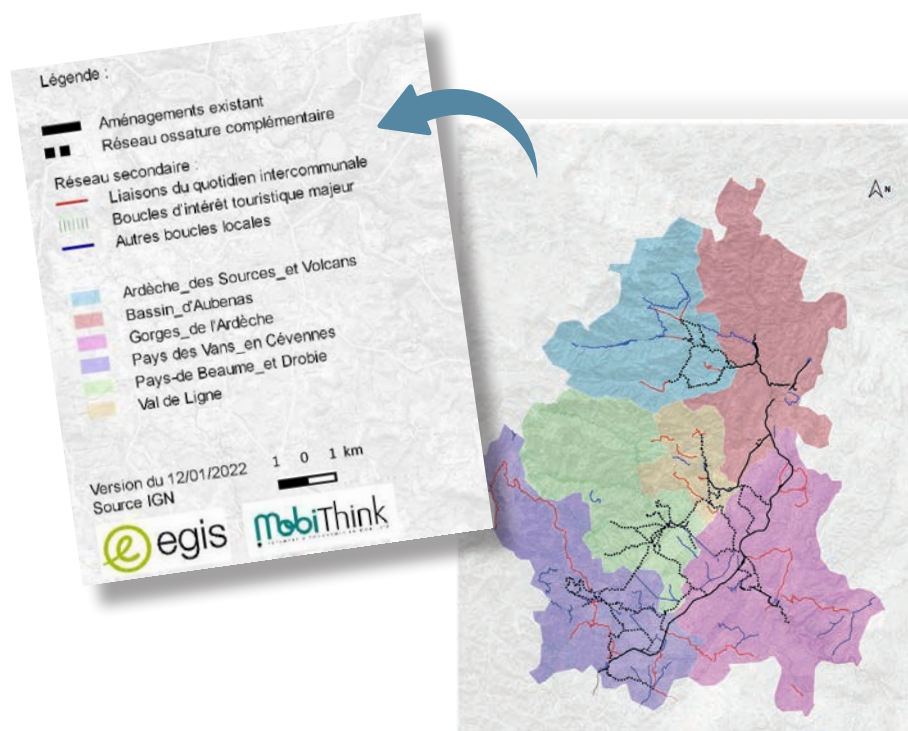 Légende :
Aménagements existant
Réseau ossature complémentaire
Réseau secondaire :
Liaisons du quotidien intercommunale
Boucles d'intérêt touristique majeur
Autres boucles locales
Ardèche_des Sources_et Volcans
Bassin_d'Aubenas
Gorges_de l'Ardèche
Pays des Vans_en Cévennes
Pays-de Beaume_et Drobie
Val de Ligne
1 0 1 km
Version du 12/01/2022
Source IGN
egis
MobiThink
N